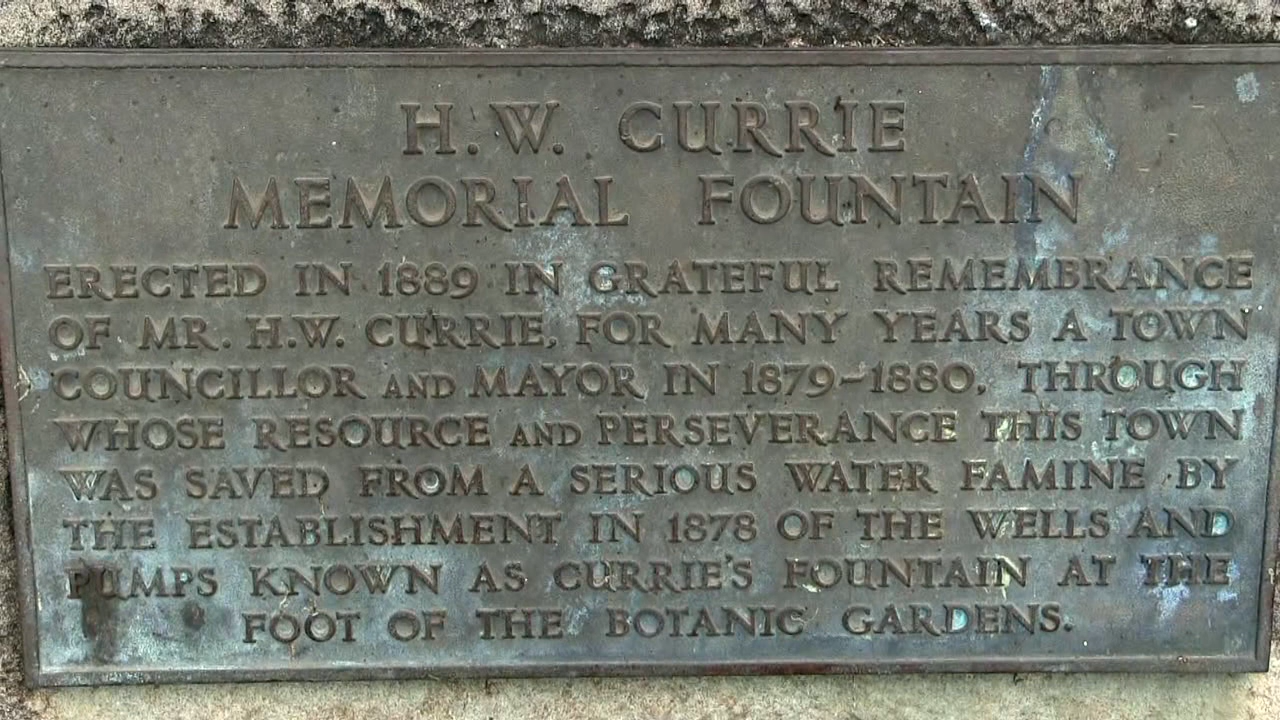 H.W. CURRIE
MEMORIAL FOUNTAIN
ERECTED IN 1889 IN GRATEFUL REMEMBRANCE
OF MR. H.W. CURRIE, FOR MANY YEARS A TOWN
COUNCILLOR AND MAYOR IN 1879-1880, THROUGH
WHOSE RESOURCE AND PERSEVERANCE THIS TOWN
WAS SAVED FROM A SERIOUS WATER FAMINE BY
THE ESTABLISHMENT IN 1878 OF THE WELLS AND
PUMPS KNOWN AS CURRIE'S FOUNTAIN AT THE
FOOT OF THE BOTANIC GARDENS.